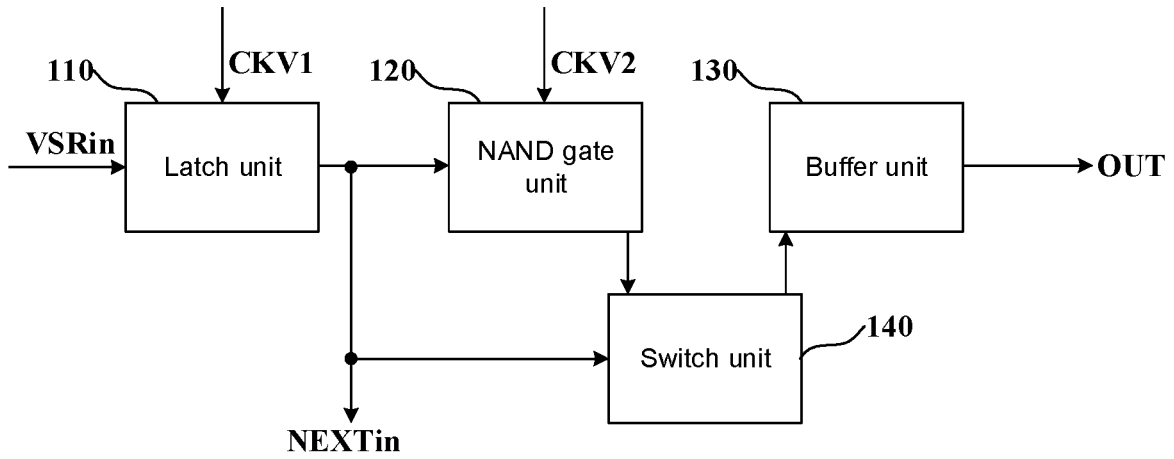 CKV1
CKV2
110
120
130
VSRin
Latch unit
NAND gate
unit
Buffer unit
OUT
140
Switch unit
NEXTin